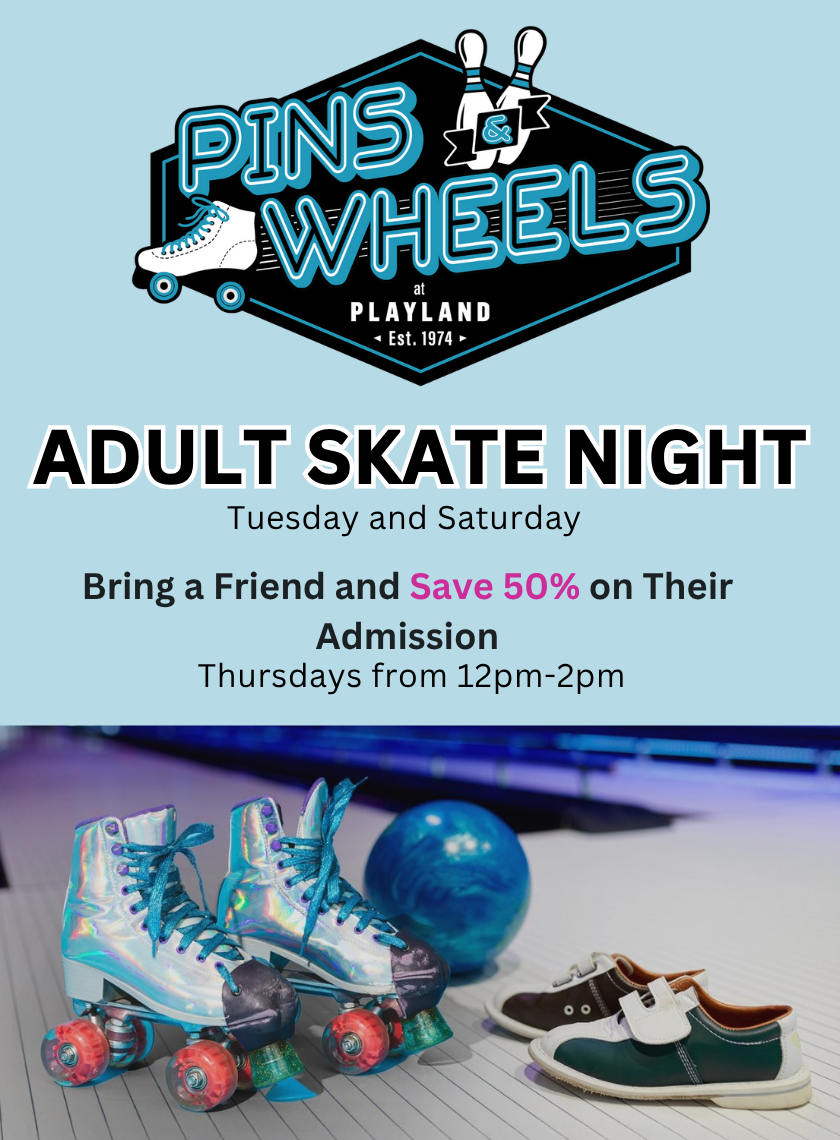 PINS
&
WHEELS
at
PLAYLAND
Est. 1974
ADULT SKATE NIGHT
Tuesday and Saturday
Bring a Friend and Save 50% on Their
Admission
Thursdays from 12pm-2pm